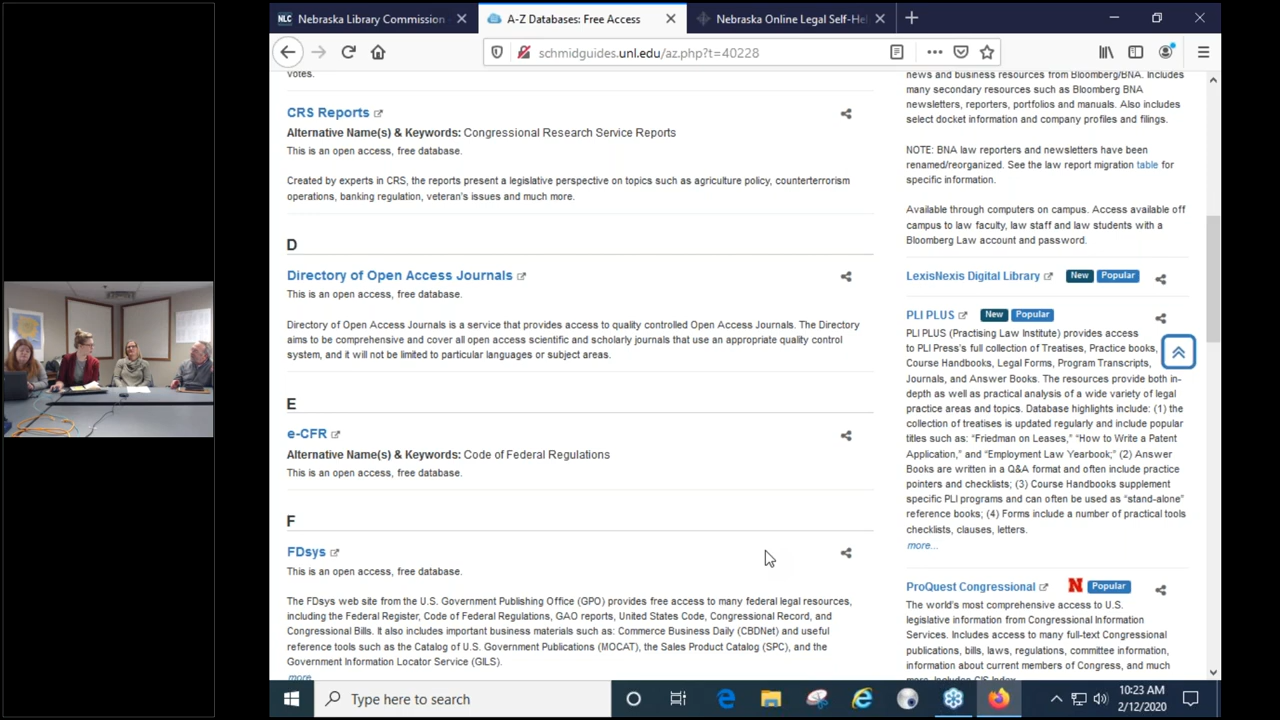 Nebraska Library Commission
A-Z Databases: Free Access
Nebraska Online Legal Self-Hel
schmidguides.unl.edu/az.php?t=40228
votes.
CRS Reports
Alternative Name(s) & Keywords: Congressional Research Service Reports
This is an open access, free database.
Created by experts in CRS, the reports present a legislative perspective on topics such as agriculture policy, counterterrorism
operations, banking regulation, veteran's issues and much more.
D
Directory of Open Access Journals
This is an open access, free database.
Directory of Open Access Journals is a service that provides access to quality controlled Open Access Journals. The Directory
aims to be comprehensive and cover all open access scientific and scholarly journals that use an appropriate quality control
system, and it will not be limited to particular languages or subject areas.
E
e-CFR
Alternative Name(s) & Keywords: Code of Federal Regulations
This is an open access, free database.
F
FDsys
This is an open access, free database.
The FDsys web site from the U.S. Government Publishing Office (GPO) provides free access to many federal legal resources,
including the Federal Register, Code of Federal Regulations, GAO reports, United States Code, Congressional Record, and
Congressional Bills. It also includes important business materials such as: Commerce Business Daily (CBDNet) and useful
reference tools such as the Catalog of U.S. Government Publications (MOCAT), the Sales Product Catalog (SPC), and the
Government Information Locator Service (GILS).
more...
news and business resources from Bloomberg/BNA. Includes
many secondary resources such as Bloomberg BNA
newsletters, reporters, portfolios and manuals. Also includes
select docket information and company profiles and filings.
NOTE: BNA law reporters and newsletters have been
renamed/reorganized. See the law report migration table for
specific information.
Available through computers on campus. Access available off
campus to law faculty, law staff and law students with a
Bloomberg Law account and password.
LexisNexis Digital Library New Popular
PLI PLUS New Popular
PLI PLUS (Practising Law Institute) provides access
to PLI Press's full collection of Treatises, Practice books,
Course Handbooks, Legal Forms, Program Transcripts,
Journals, and Answer Books. The resources provide both in-
depth as well as practical analysis of a wide variety of legal
practice areas and topics. Database highlights include: (1) the
collection of treatises is updated regularly and include popular
titles such as: "Friedman on Leases," "How to Write a Patent
Application," and "Employment Law Yearbook;" (2) Answer
Books are written in a Q&A format and often include practice
pointers and checklists; (3) Course Handbooks supplement
specific PLI programs and can often be used as "stand-alone"
reference books; (4) Forms include a number of practical tools
checklists, clauses, letters.
more...
ProQuest Congressional N Popular
The world's most comprehensive access to U.S.
legislative information from Congressional Information
Services. Includes access to many full-text Congressional
publications, bills, laws, regulations, committee information,
information about current members of Congress, and much
more. Includes CIS Index.
Type here to search
10:23 AM
2/12/2020